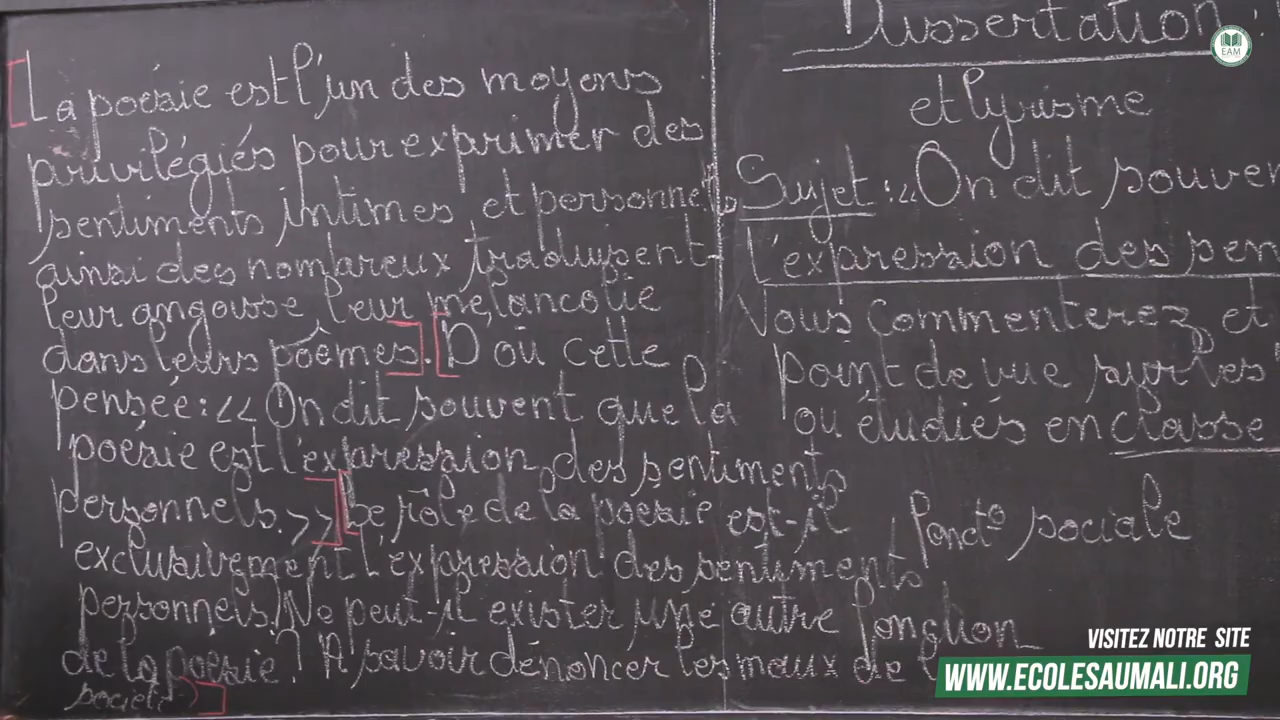 La poésie est l'un des moyens
privilégiés pour exprimer des
sentiments intimes et personnels
ainsi des nombreux traduisent
leur angoisse, leur mélancolie
dans leurs poêmes. D où cette
pensée : << On dit souvent que la
poésie est l'expression des sentiments
personnels. >> Le rôle de la poésie est-il
exclusivement l'expression des sentiments
personnels? Ne peut-il exister une autre fonction
de la poésie? A savoir dénoncer les maux de
societé
Dissertation :
et lyrisme
Sujet : << On dit souven
l'expression des sen
Vous commenterez et
point de vue sur les
ou étudiés en classe
fonct° sociale
EAM
VISITEZ NOTRE SITE
WWW.ECOLESAUMALI.ORG